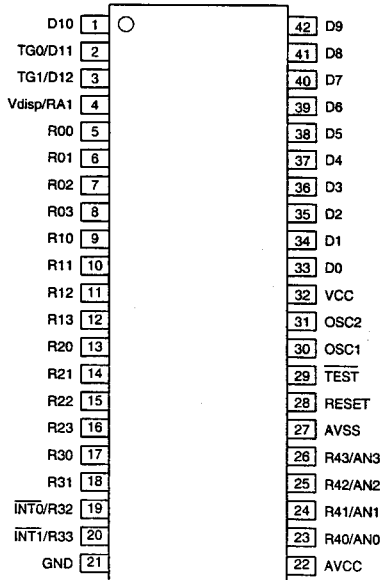 D10 1 42 D9
TG0/D11 2 41 D8
TG1/D12 3 40 D7
Vdisp/RA1 4 39 D6
R00 5 38 D5
R01 6 37 D4
R02 7 36 D3
R03 8 35 D2
R10 9 34 D1
R11 10 33 D0
R12 11 32 VCC
R13 12 31 OSC2
R20 13 30 OSC1
R21 14 29 TEST
R22 15 28 RESET
R23 16 27 AVSS
R30 17 26 R43/AN3
R31 18 25 R42/AN2
INT0/R32 19 24 R41/AN1
INT1/R33 20 23 R40/AN0
GND 21 22 AVCC